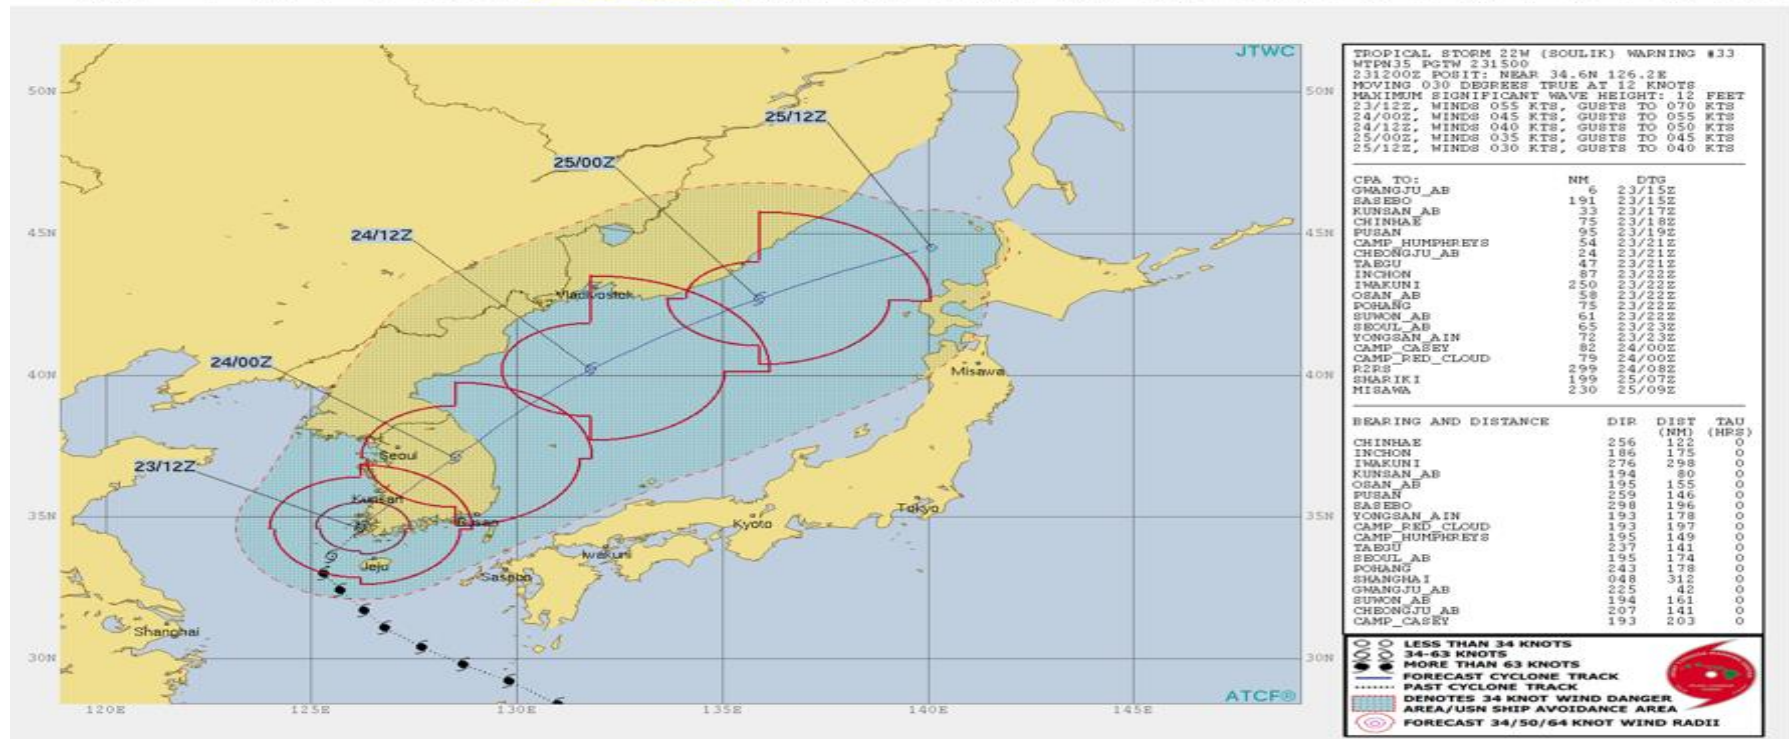 JTWC
50N
50N
25/12Z
25/00Z
45N
24/12Z
45N
Vladivostok
24/00Z
40N
Misawa
40N
Seoul
23/12Z
Kunsan
35N
Busan
Kyoto
Tokyo
35N
Iwakuni
Jeju
Sasebo
Shanghai
30N
30N
ATCF®
120E
125E
130E
135E
140E
145E
TROPICAL STORM 22W (SOULIK) WARNING #33
WTPN35 PGTW 231500
231200Z POSIT: NEAR 34.6N 126.2E
MOVING 030 DEGREES TRUE AT 12 KNOTS
MAXIMUM SIGNIFICANT WAVE HEIGHT: 12 FEET
23/12Z, WINDS 055 KTS, GUSTS TO 070 KTS
24/00Z, WINDS 045 KTS, GUSTS TO 055 KTS
24/12Z, WINDS 040 KTS, GUSTS TO 050 KTS
25/00Z, WINDS 035 KTS, GUSTS TO 045 KTS
25/12Z, WINDS 030 KTS, GUSTS TO 040 KTS
CPA TO: NM DTG
GWANGJU_AB 6 23/15Z
SASEBO 191 23/15Z
KUNSAN_AB 33 23/17Z
CHINHAE 75 23/18Z
PUSAN 95 23/19Z
CAMP_HUMPHREYS 54 23/21Z
CHEONGJU_AB 24 23/21Z
TAEGU 47 23/21Z
INCHON 87 23/22Z
IWAKUNI 250 23/22Z
OSAN_AB 58 23/22Z
POHANG 75 23/22Z
SUWON_AB 61 23/22Z
SEOUL_AB 65 23/23Z
YONGSAN_AIN 72 23/23Z
CAMP_CASEY 82 24/00Z
CAMP_RED_CLOUD 79 24/00Z
R2RS 299 24/08Z
SHARIKI 199 25/07Z
MISAWA 230 25/09Z
BEARING AND DISTANCE DIR DIST TAU
(NM) (HRS)
CHINHAE 256 122 0
INCHON 186 175 0
IWAKUNI 276 298 0
KUNSAN_AB 194 80 0
OSAN_AB 195 155 0
PUSAN 259 146 0
SASEBO 298 196 0
YONGSAN_AIN 193 178 0
CAMP_RED_CLOUD 193 197 0
CAMP_HUMPHREYS 195 149 0
TAEGU 237 141 0
SEOUL_AB 195 174 0
POHANG 243 178 0
SHANGHAI 048 312 0
GWANGJU_AB 225 42 0
SUWON_AB 194 161 0
CHEONGJU_AB 207 141 0
CAMP_CASEY 193 203 0
LESS THAN 34 KNOTS
34-63 KNOTS
MORE THAN 63 KNOTS
FORECAST CYCLONE TRACK
PAST CYCLONE TRACK
DENOTES 34 KNOT WIND DANGER
AREA/USN SHIP AVOIDANCE AREA
FORECAST 34/50/64 KNOT WIND RADII